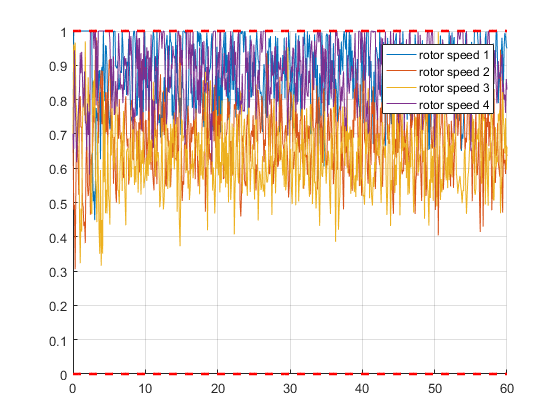 1
0.9
0.8
0.7
0.6
0.5
0.4
0.3
0.2
0.1
0
rotor speed 1
rotor speed 2
rotor speed 3
rotor speed 4
0 10 20 30 40 50 60